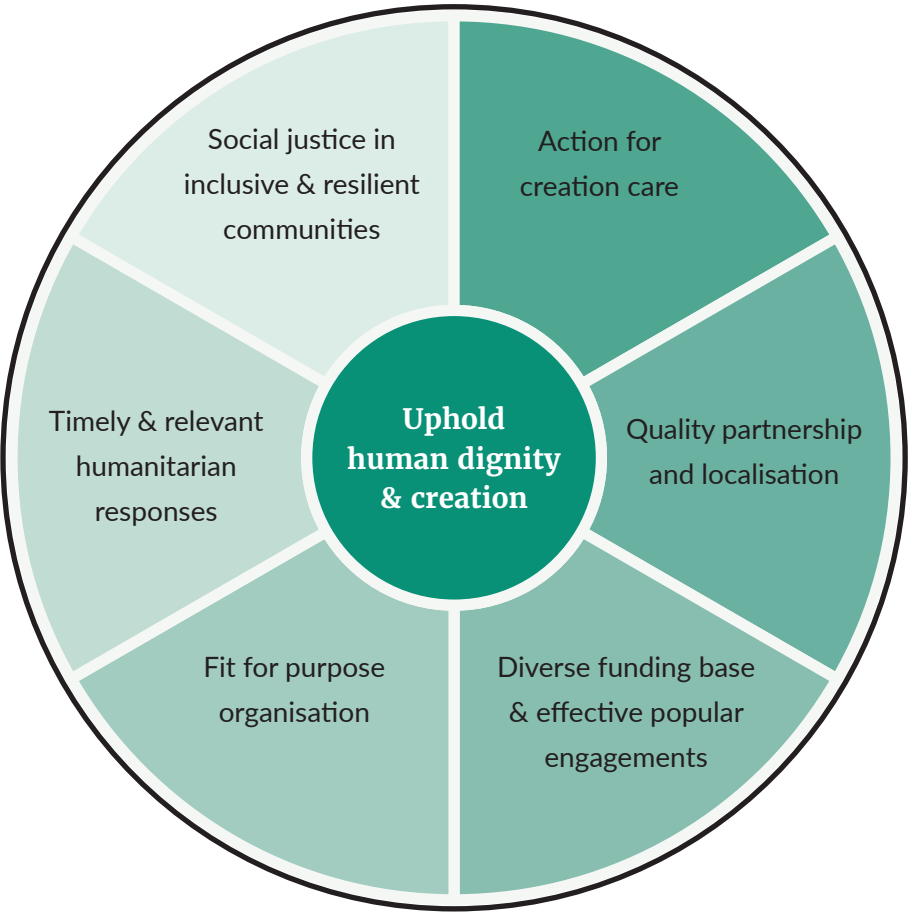 Social justice in
inclusive & resilient
communities
Action for
creation care
Timely & relevant
humanitarian
responses
Uphold
human dignity
& creation
Quality partnership
and localisation
Fit for purpose
organisation
Diverse funding base
& effective popular
engagements